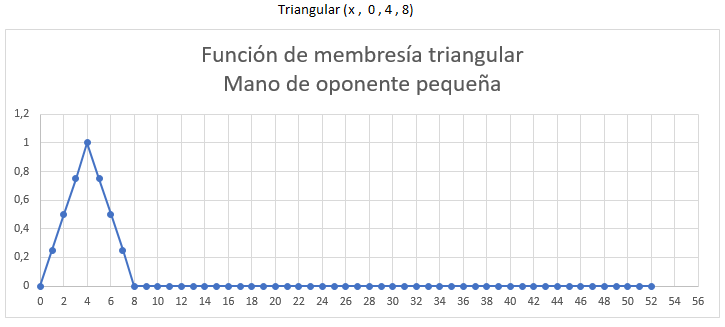 Triangular (x , 0 , 4 , 8)
Función de membresía triangular
Mano de oponente pequeña
1,2
1
0,8
0,6
0,4
0,2
0
0 2 4 6 8 10 12 14 16 18 20 22 24 26 28 30 32 34 36 38 40 42 44 46 48 50 52 54 56